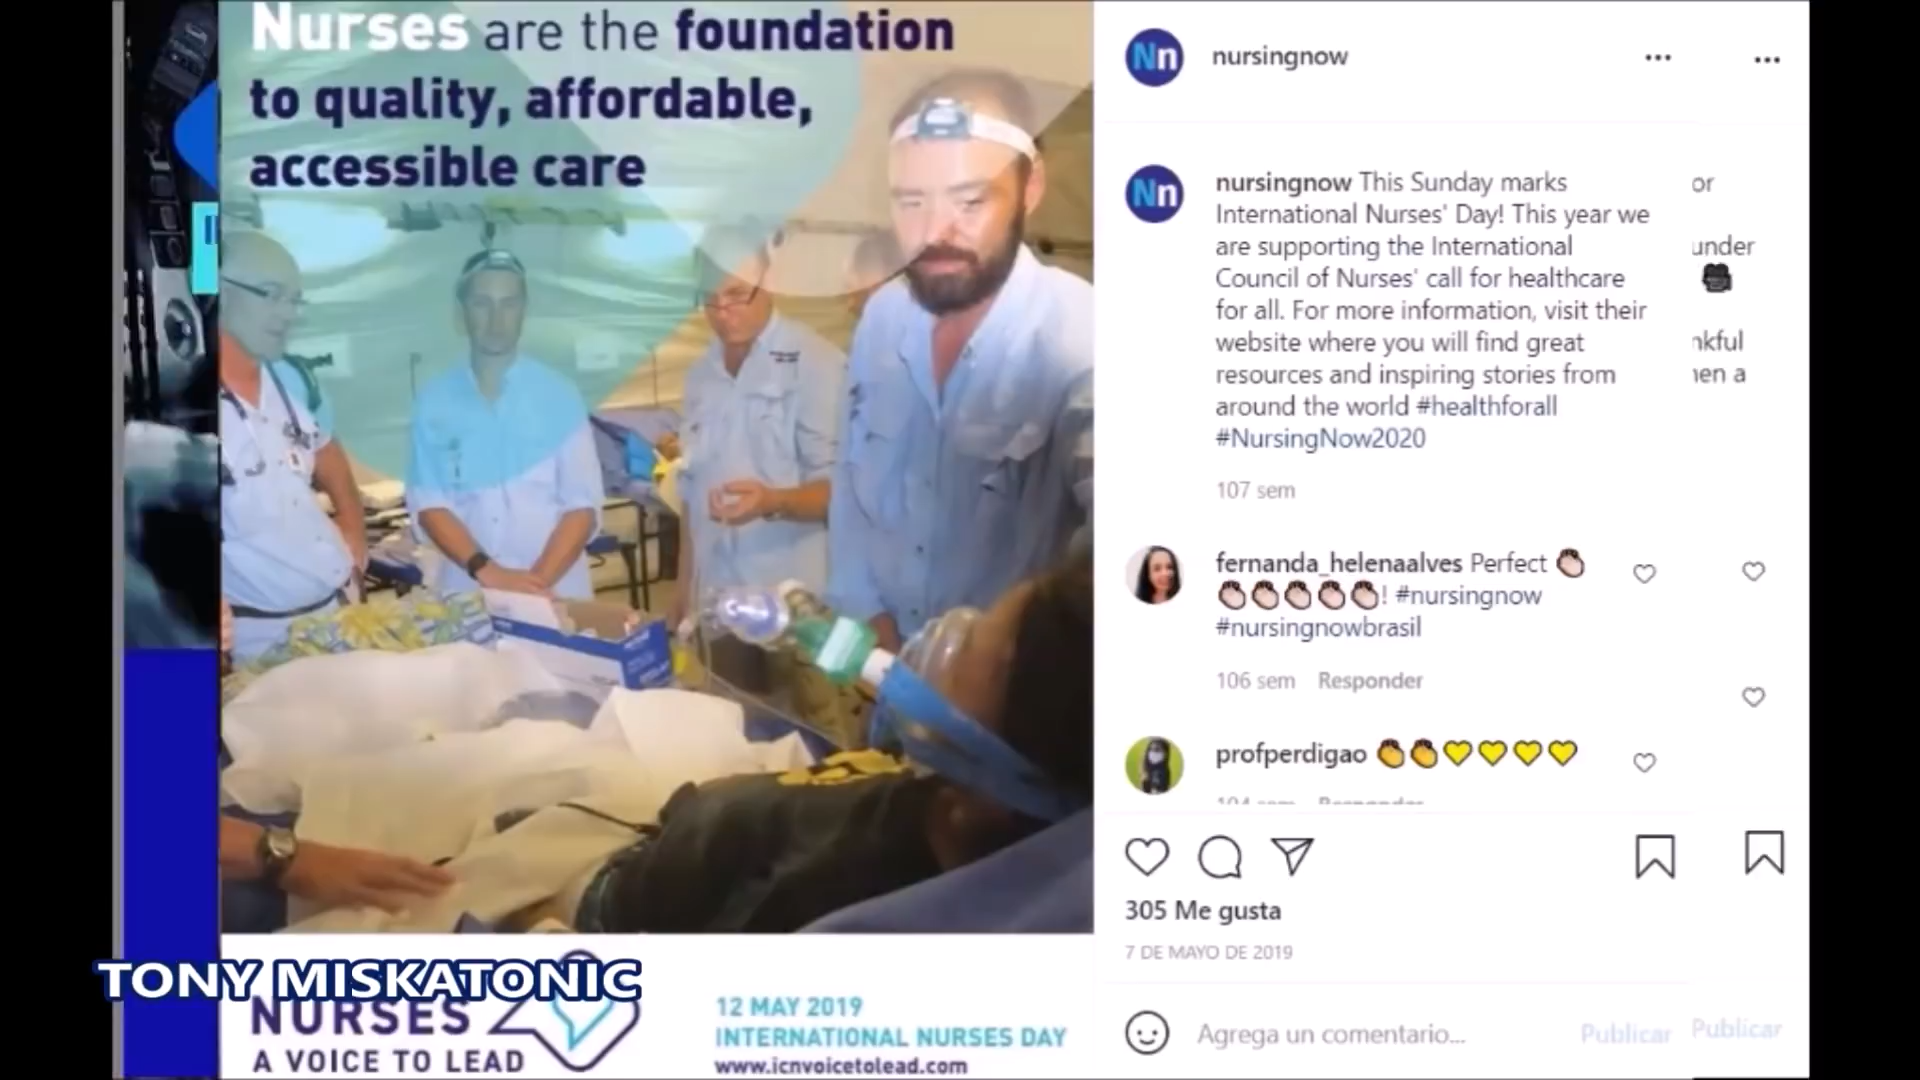 Nurses are the foundation
to quality, affordable,
accessible care
TONY MISKATONIC
NURSES
A VOICE TO LEAD
12 MAY 2019
INTERNATIONAL NURSES DAY
www.icnvoicetolead.com
Nn nursingnow
Nn nursingnow This Sunday marks
International Nurses' Day! This year we
are supporting the International
Council of Nurses' call for healthcare
for all. For more information, visit their
website where you will find great
resources and inspiring stories from
around the world #healthforall
#NursingNow2020
107 sem
or
under
fernanda_helenaalves Perfect 👏
👏👏👏👏👏! #nursingnow
#nursingnowbrasil
106 sem Responder
profperdigao 👏👏💛💛💛💛
305 Me gusta
7 DE MAYO DE 2019
Agrega un comentario... Publicar Publicar